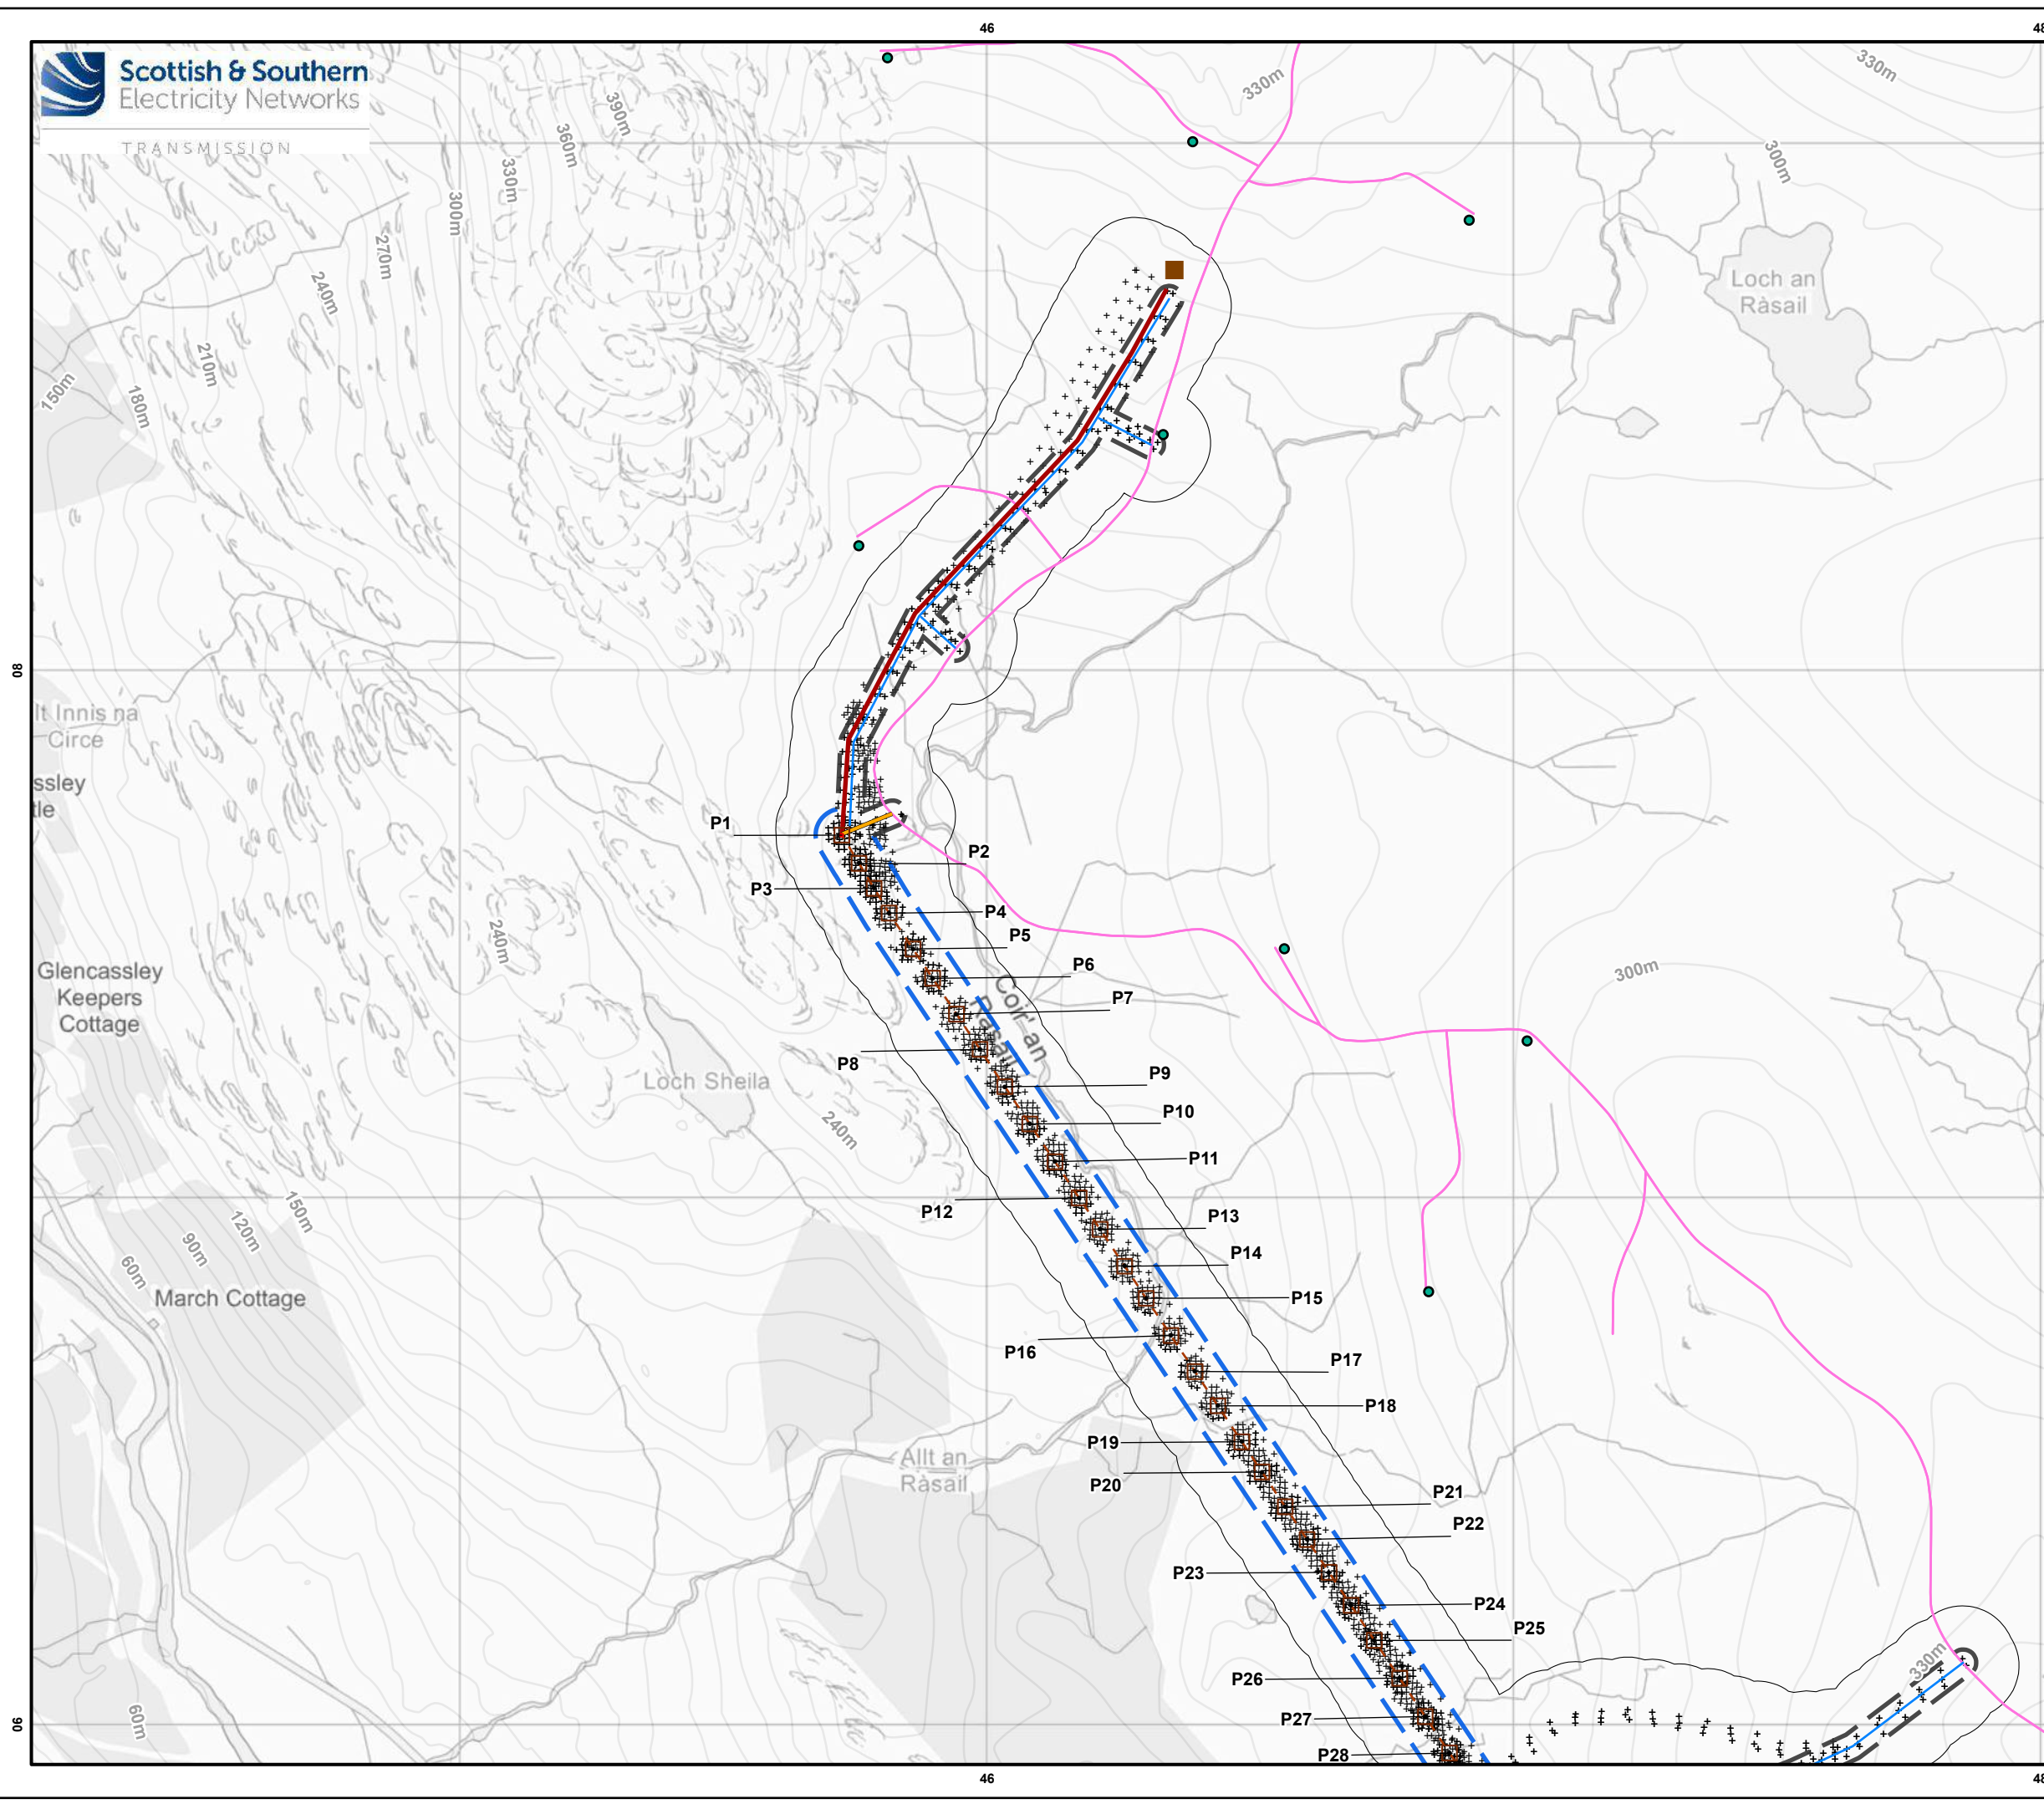 46
48
Scottish & Southern
Electricity Networks
TRANSMISSION
390m
360m
330m
300m
270m
240m
210m
180m
150m
330m
330m
300m
Loch an
Ràsail
08
lt Innis na
Circe
ssley
tle
P1
P2
P3
P4
P5
P6
P7
P8
P9
P10
P11
P12
P13
P14
P15
P16
P17
P18
P19
P20
P21
P22
P23
P24
P25
P26
P27
P28
240m
300m
Glencassley
Keepers
Cottage
Coir' an
Rasail
Loch Sheila
240m
150m
120m
90m
60m
March Cottage
Allt an
Ràsail
330m
60m
06
46
48